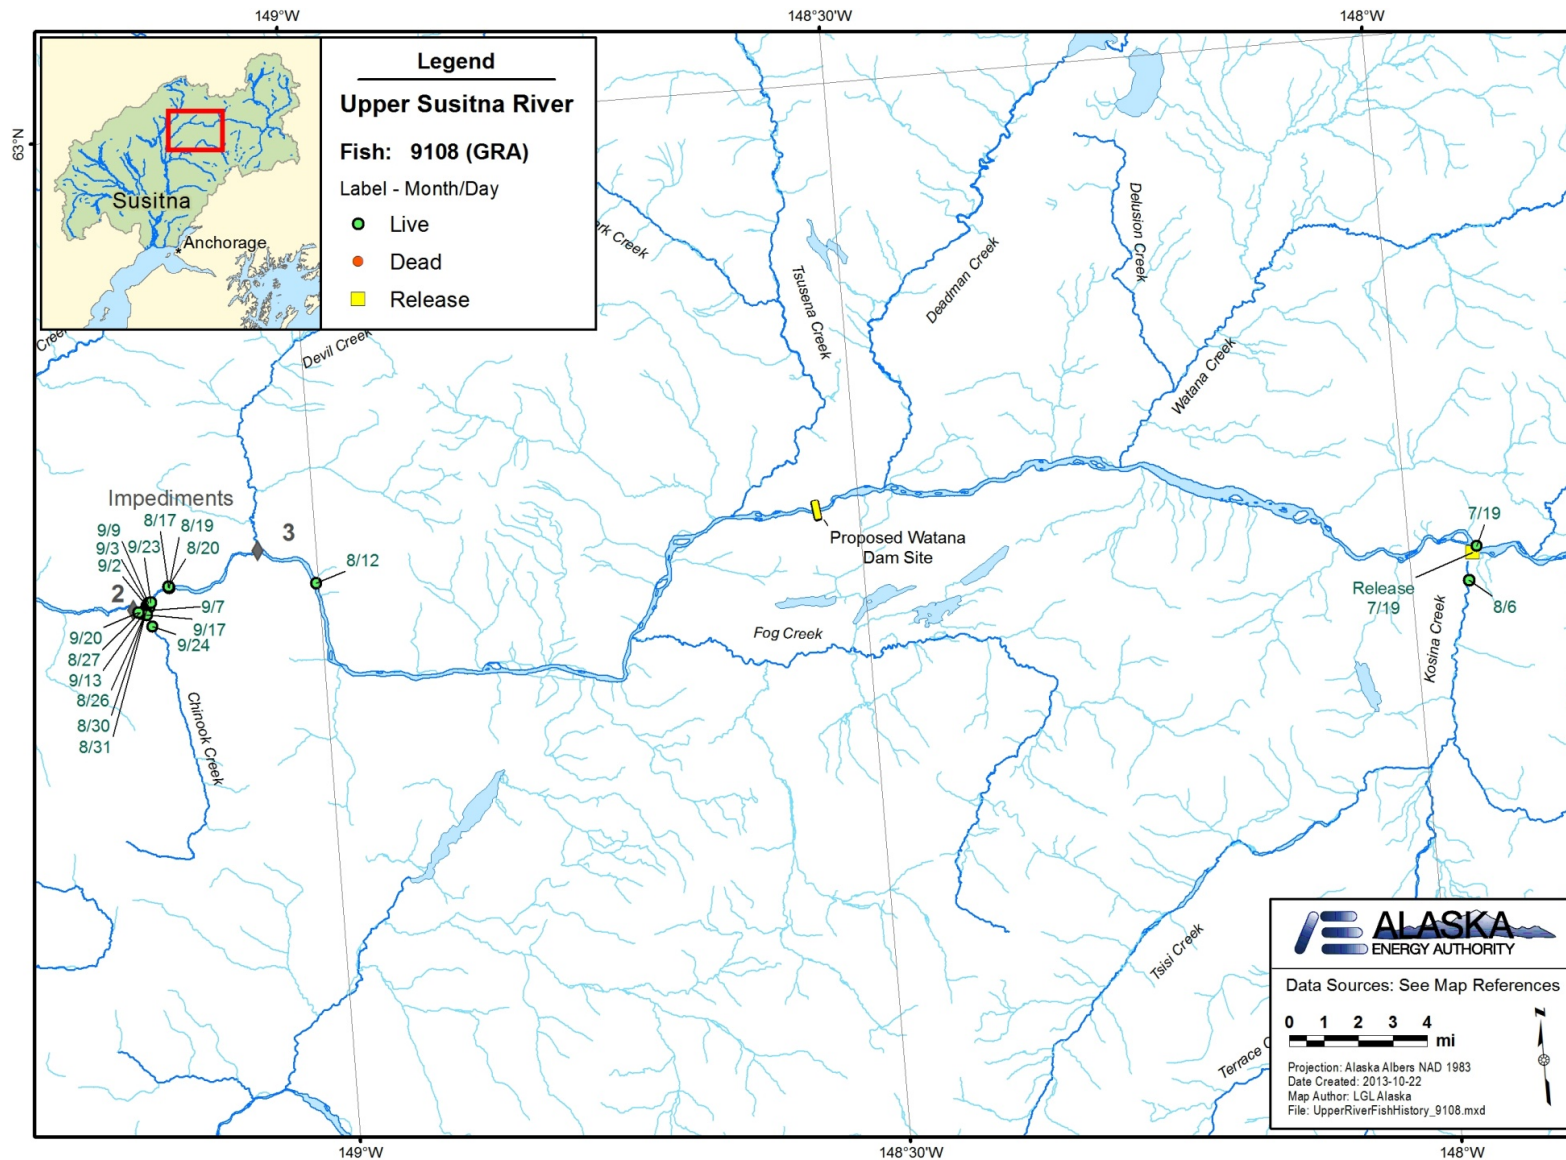 149°W
148°30'W
148°W
63°N
Susitna
Anchorage
Legend
Upper Susitna River
Fish: 9108 (GRA)
Label - Month/Day
Live
Dead
Release
Creek
Devil Creek
Creek
Tsusena Creek
Deadman Creek
Delusion Creek
Watana Creek
Impediments
9/9
8/17
8/19
9/3
9/23
8/20
9/2
3
8/12
2
9/7
9/17
9/24
9/20
8/27
9/13
8/26
8/30
8/31
Chinook Creek
Proposed Watana
Dam Site
Fog Creek
7/19
Release
7/19
8/6
Kosina Creek
Tsisi Creek
Terrace C
ALASKA
ENERGY AUTHORITY
Data Sources: See Map References
0 1 2 3 4
mi
N
Projection: Alaska Albers NAD 1983
Date Created: 2013-10-22
Map Author: LGL Alaska
File: UpperRiverFishHistory_9108.mxd
149°W
148°30'W
148°W